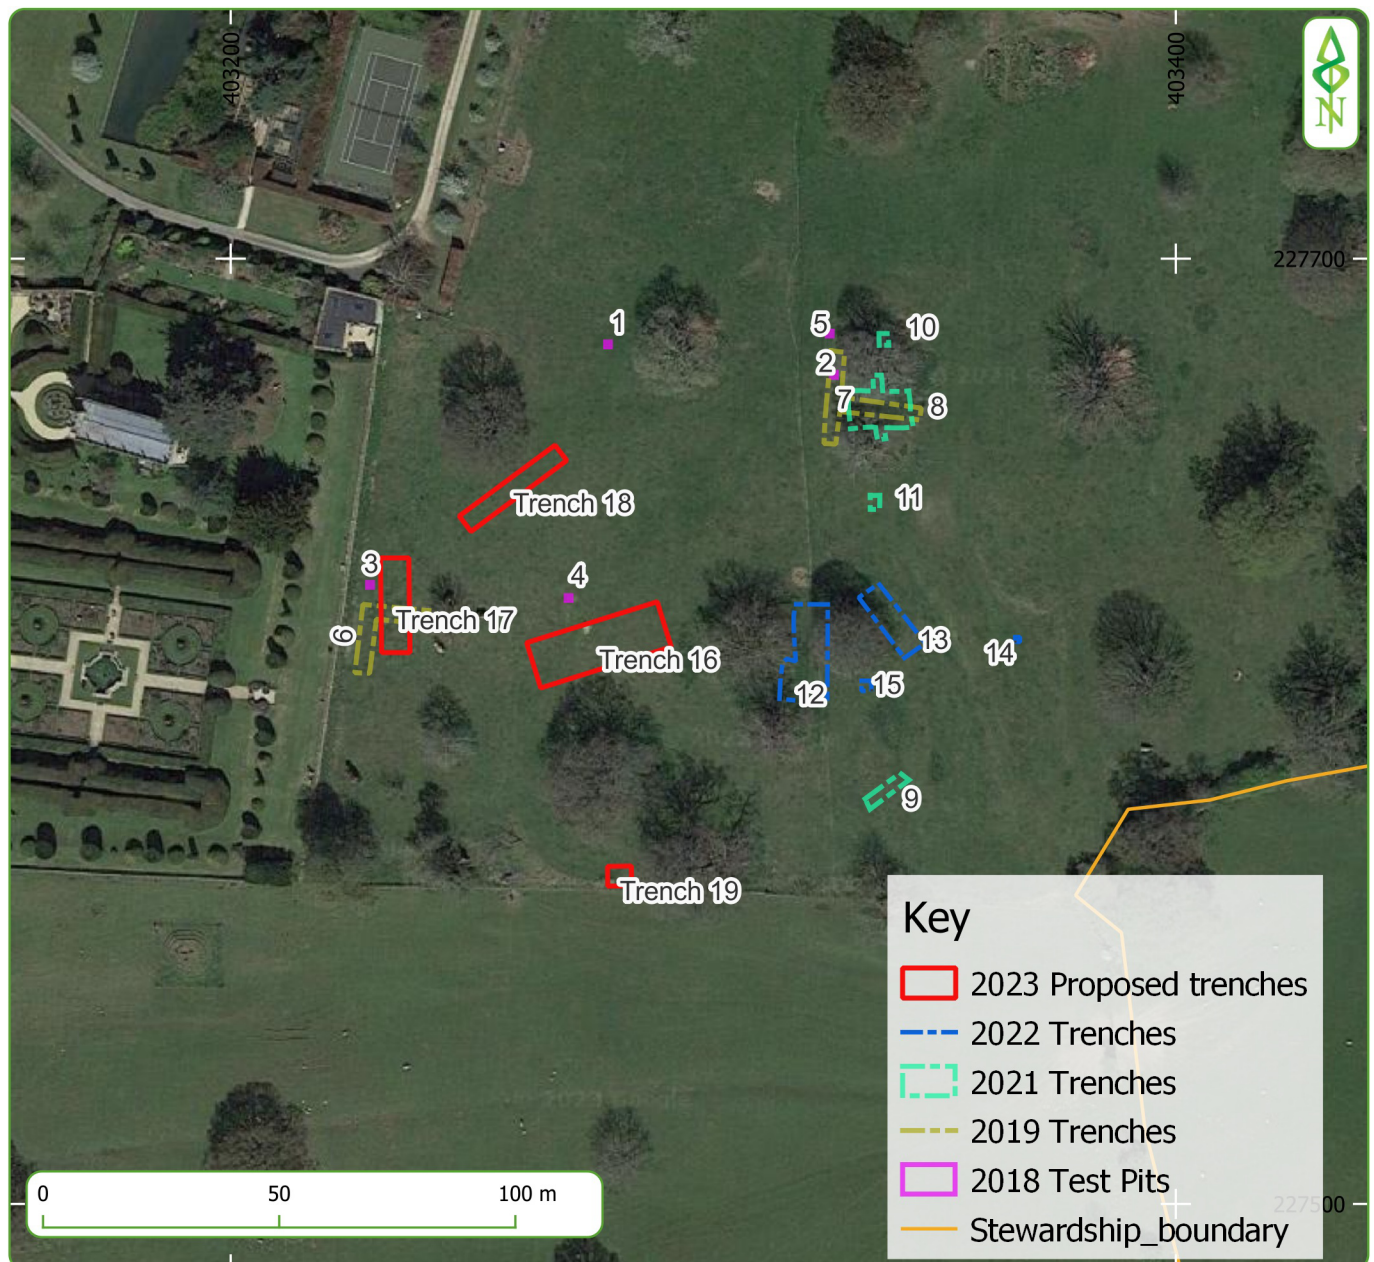 403200
403400
N
227700
1
5
10
2
7
8
11
Trench 18
3
4
6
Trench 17
Trench 16
13
14
12
15
9
Trench 19
Key
2023 Proposed trenches
2022 Trenches
2021 Trenches
2019 Trenches
2018 Test Pits
Stewardship_boundary
227500
0 50 100 m